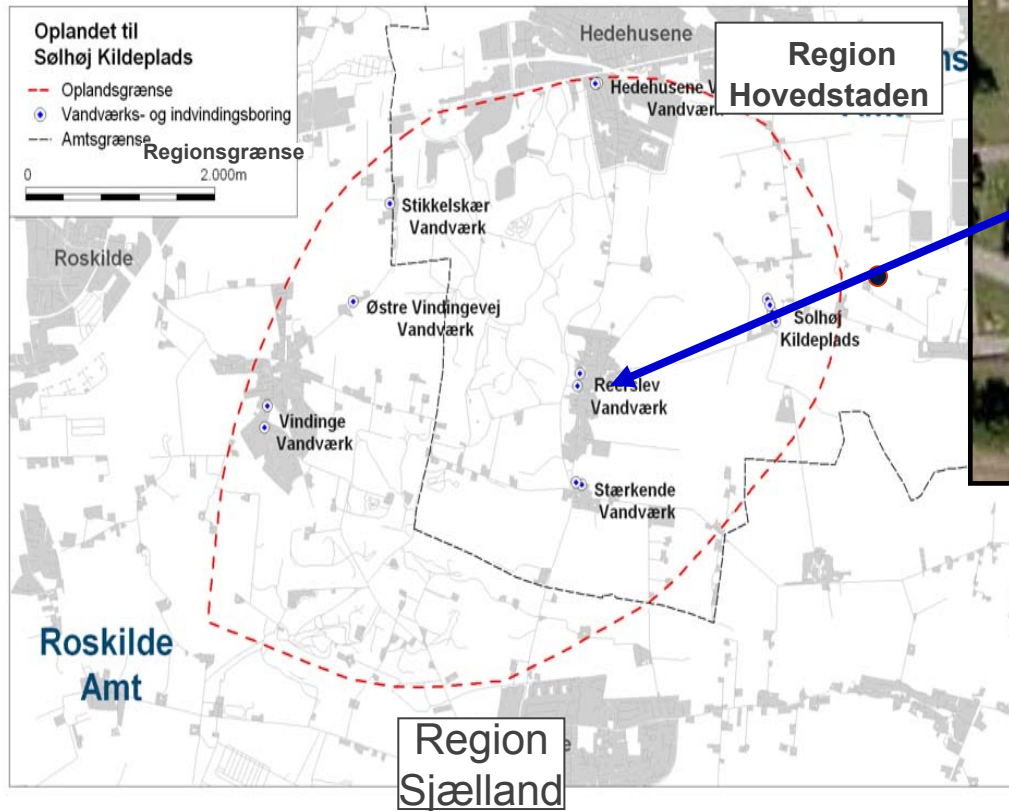 Oplandet til
Sølhøj Kildeplads
Oplandsgrænse
Vandværks- og indvindingsboring
Amtsgrænse
Regionsgrænse
0 2.000m
Hedehusene
Region
Hovedstaden
Hedehusene V
Vandværk
Stikkelskær
Vandværk
Roskilde
Østre Vindingevej
Vandværk
Solhøj
Kildeplads
Reerslev
Vandværk
Vindinge
Vandværk
Stærkende
Vandværk
Roskilde
Amt
Region
Sjælland